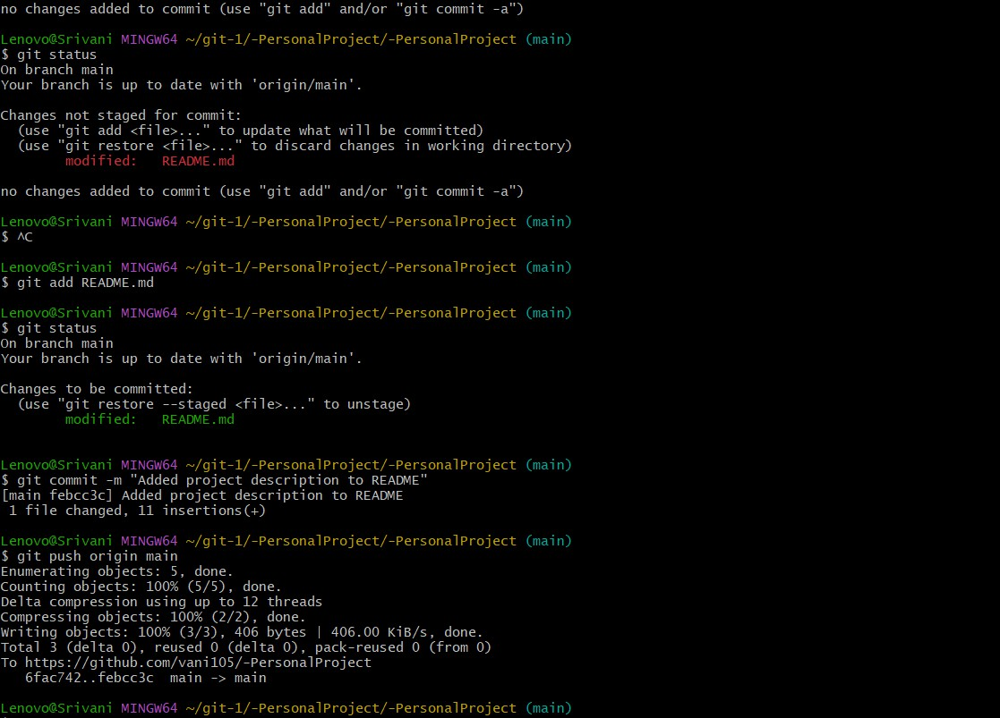 no changes added to commit (use "git add" and/or "git commit -a")
Lenovo@Srivani MINGW64 ~/git-1/-PersonalProject/-PersonalProject (main)
$ git status
On branch main
Your branch is up to date with 'origin/main'.
Changes not staged for commit:
  (use "git add <file>..." to update what will be committed)
  (use "git restore <file>..." to discard changes in working directory)
        modified:   README.md
no changes added to commit (use "git add" and/or "git commit -a")
Lenovo@Srivani MINGW64 ~/git-1/-PersonalProject/-PersonalProject (main)
$ ^C
Lenovo@Srivani MINGW64 ~/git-1/-PersonalProject/-PersonalProject (main)
$ git add README.md
Lenovo@Srivani MINGW64 ~/git-1/-PersonalProject/-PersonalProject (main)
$ git status
On branch main
Your branch is up to date with 'origin/main'.
Changes to be committed:
  (use "git restore --staged <file>..." to unstage)
        modified:   README.md
Lenovo@Srivani MINGW64 ~/git-1/-PersonalProject/-PersonalProject (main)
$ git commit -m "Added project description to README"
[main febcc3c] Added project description to README
 1 file changed, 11 insertions(+)
Lenovo@Srivani MINGW64 ~/git-1/-PersonalProject/-PersonalProject (main)
$ git push origin main
Enumerating objects: 5, done.
Counting objects: 100% (5/5), done.
Delta compression using up to 12 threads
Compressing objects: 100% (2/2), done.
Writing objects: 100% (3/3), 406 bytes | 406.00 KiB/s, done.
Total 3 (delta 0), reused 0 (delta 0), pack-reused 0 (from 0)
To https://github.com/vani105/-PersonalProject
   6fac742..febcc3c  main -> main
Lenovo@Srivani MINGW64 ~/git-1/-PersonalProject/-PersonalProject (main)